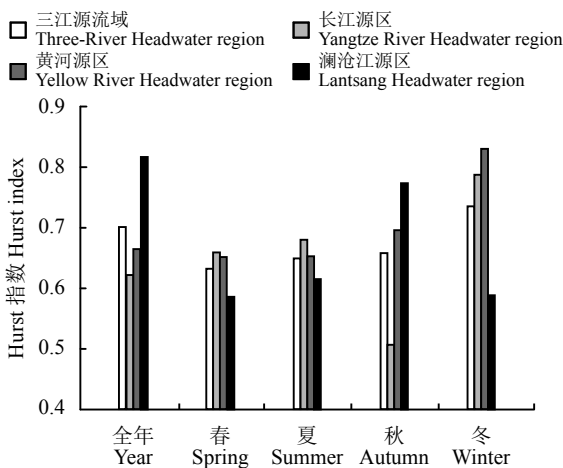 三江源流域
Three-River Headwater region
长江源区
Yangtze River Headwater region
黄河源区
Yellow River Headwater region
澜沧江源区
Lantsang Headwater region
Hurst 指数 Hurst index
0.9
0.8
0.7
0.6
0.5
0.4
全年
Year
春
Spring
夏
Summer
秋
Autumn
冬
Winter